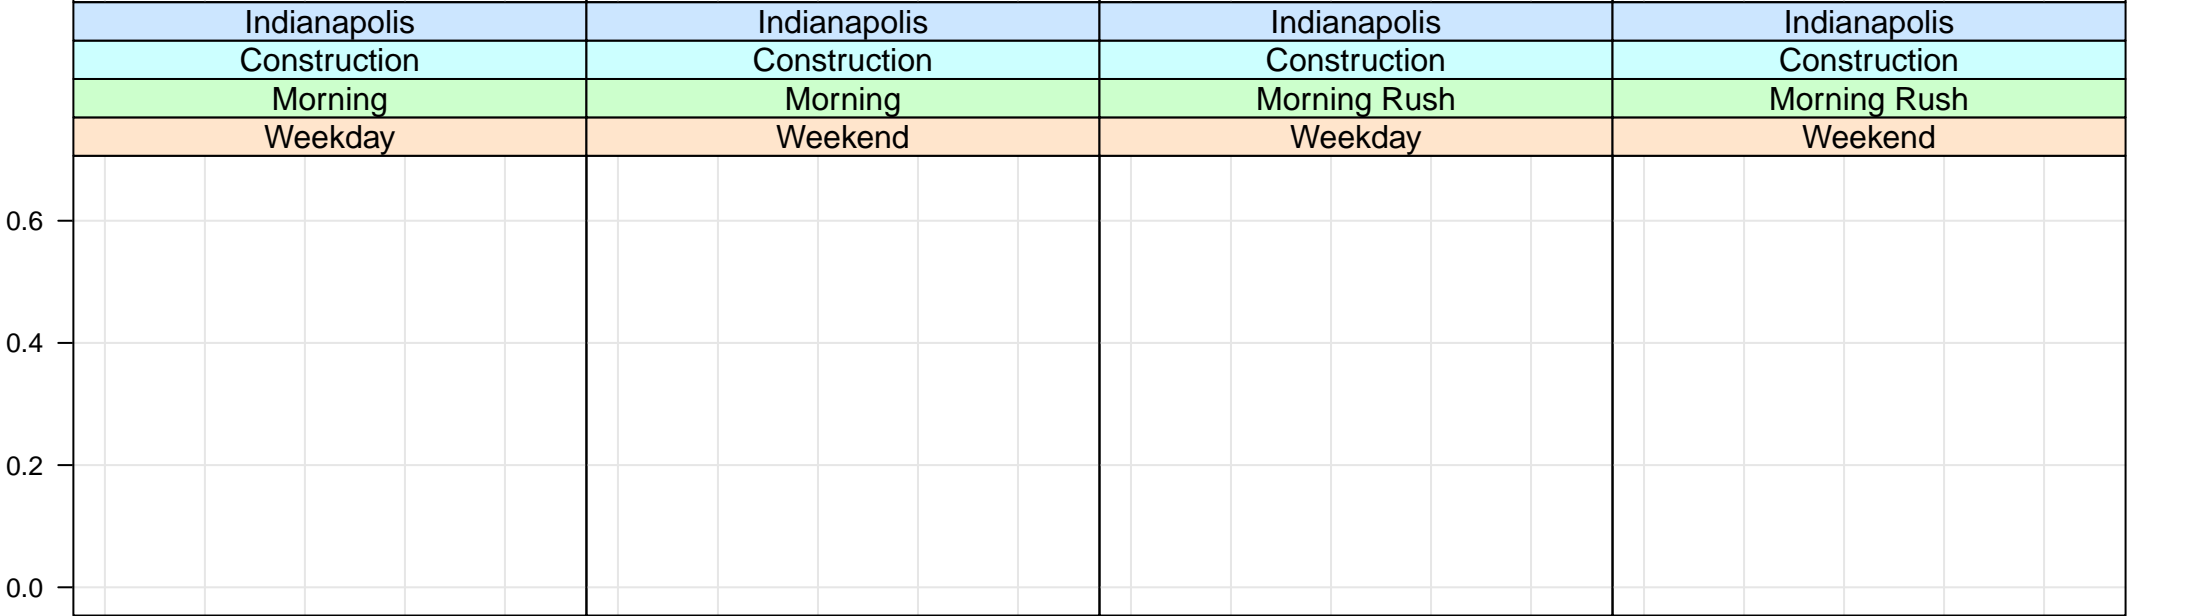 Indianapolis Indianapolis Indianapolis Indianapolis
Construction Construction Construction Construction
Morning Morning Morning Rush Morning Rush
Weekday Weekend Weekday Weekend
0.6
0.4
0.2
0.0